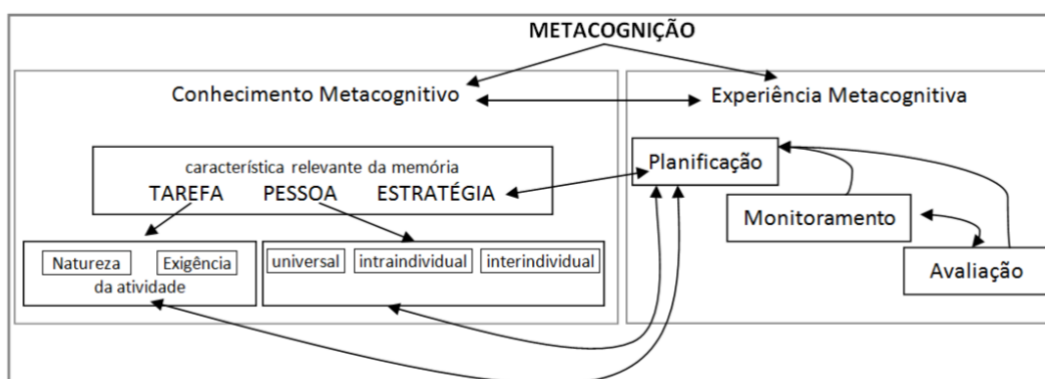 METACOGNIÇÃO
Conhecimento Metacognitivo
Experiência Metacognitiva
característica relevante da memória
TAREFA PESSOA ESTRATÉGIA
Planificação
Monitoramento
Avaliação
Natureza Exigência
da atividade
universal intraindividual interindividual